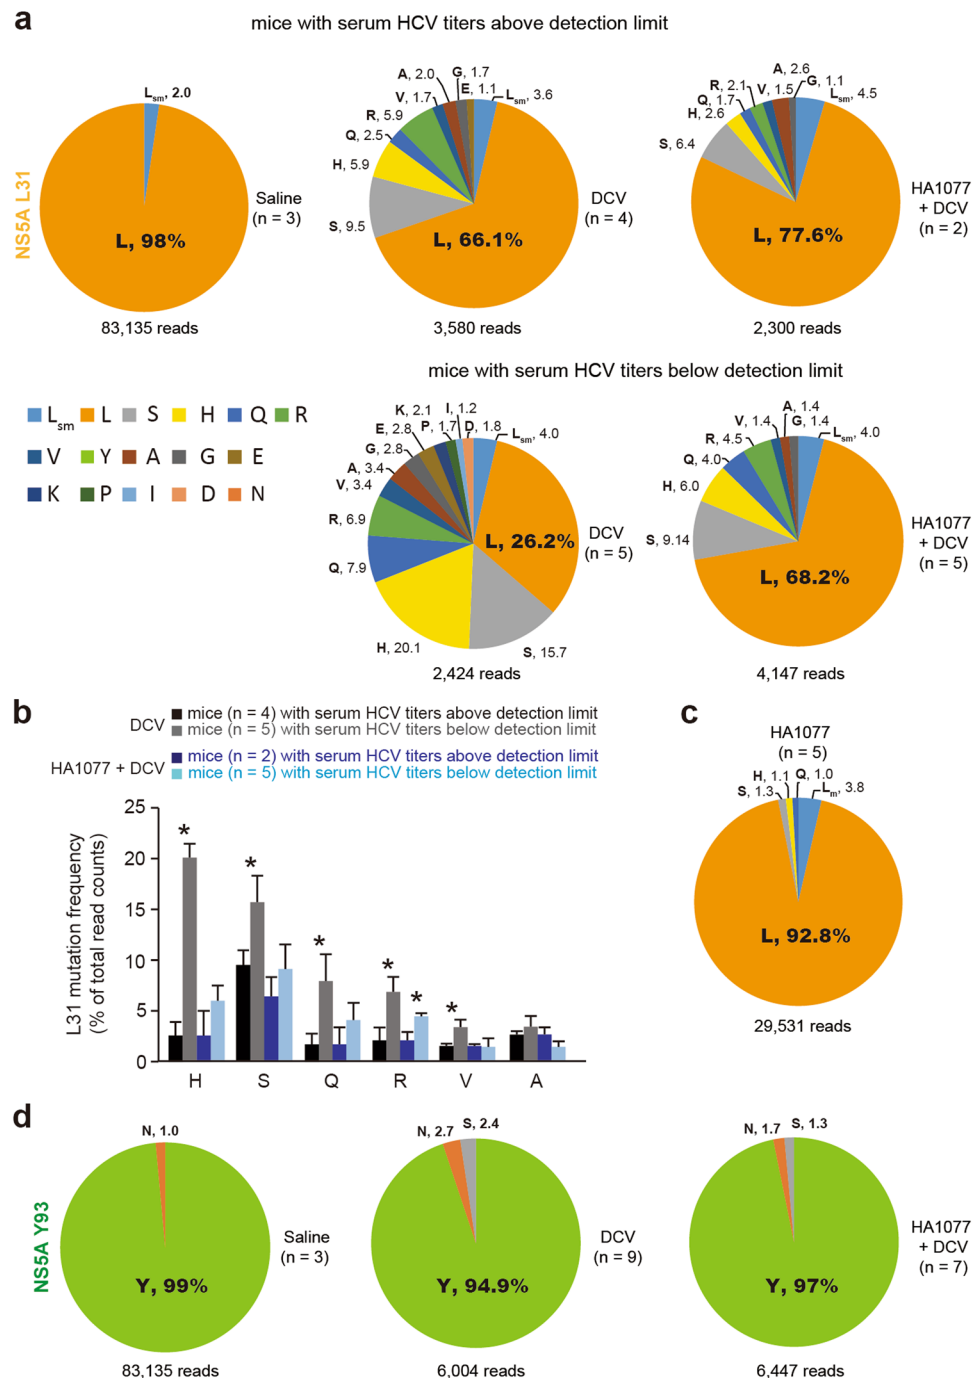 a
mice with serum HCV titers above detection limit
NS5A L31
Lsm, 2.0
L, 98%
Saline
(n = 3)
83,135 reads
A, 2.0
G, 1.7
E, 1.1
Lsm, 3.6
V, 1.7
R, 5.9
Q, 2.5
H, 5.9
S, 9.5
L, 66.1%
DCV
(n = 4)
3,580 reads
A, 2.6
G, 1.1
Lsm, 4.5
V, 1.5
R, 2.1
Q, 1.7
H, 2.6
S, 6.4
L, 77.6%
HA1077
+ DCV
(n = 2)
2,300 reads
mice with serum HCV titers below detection limit
Lsm L S H Q R
V Y A G E
K P I D N
I, 1.2
D, 1.8
Lsm, 4.0
K, 2.1
P, 1.7
E, 2.8
G, 2.8
A, 3.4
V, 3.4
R, 6.9
Q, 7.9
H, 20.1
S, 15.7
L, 26.2%
DCV
(n = 5)
2,424 reads
A, 1.4
G, 1.4
Lsm, 4.0
V, 1.4
R, 4.5
Q, 4.0
H, 6.0
S, 9.14
L, 68.2%
HA1077
+ DCV
(n = 5)
4,147 reads
b
DCV
mice (n = 4) with serum HCV titers above detection limit
mice (n = 5) with serum HCV titers below detection limit
HA1077 + DCV
mice (n = 2) with serum HCV titers above detection limit
mice (n = 5) with serum HCV titers below detection limit
L31 mutation frequency
(% of total read counts)
25
20
15
10
5
0
* * * * * *
H S Q R V A
c
HA1077
(n = 5)
H, 1.1
Q, 1.0
S, 1.3
Lm, 3.8
L, 92.8%
29,531 reads
d
NS5A Y93
N, 1.0
Y, 99%
Saline
(n = 3)
83,135 reads
N, 2.7
S, 2.4
Y, 94.9%
DCV
(n = 9)
6,004 reads
N, 1.7
S, 1.3
Y, 97%
HA1077
+ DCV
(n = 7)
6,447 reads